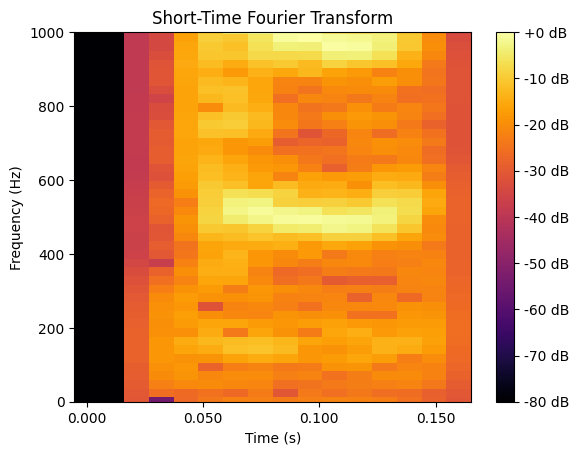 Short-Time Fourier Transform
1000
800
600
400
200
0
Frequency (Hz)
0.000
0.050
0.100
0.150
Time (s)
+0 dB
-10 dB
-20 dB
-30 dB
-40 dB
-50 dB
-60 dB
-70 dB
-80 dB